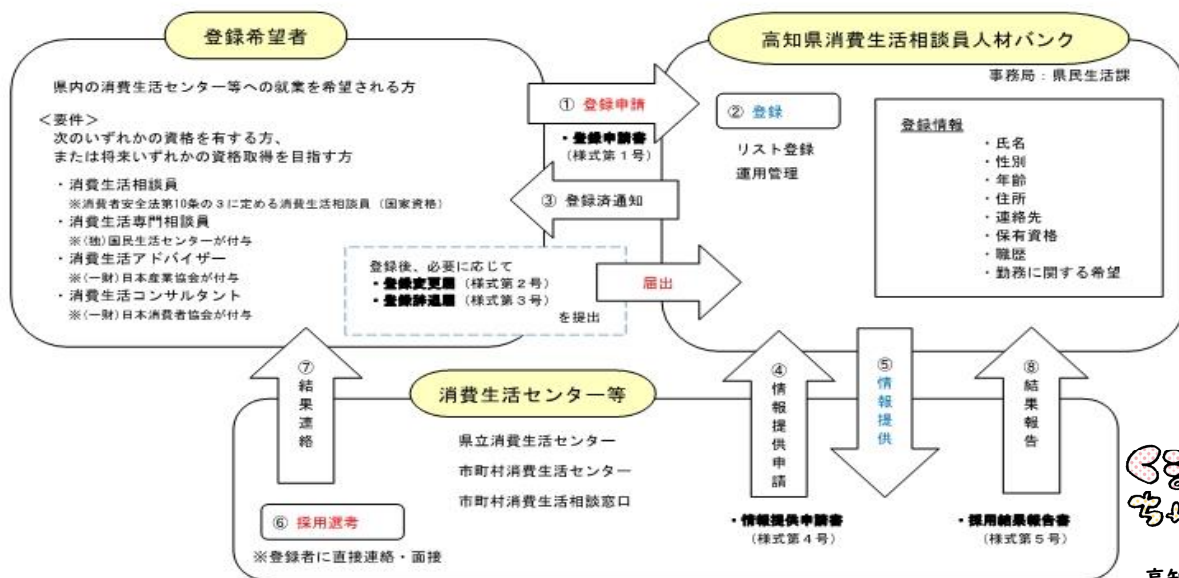 登録希望者
県内の消費生活センター等への就業を希望される方
＜要件＞
次のいずれかの資格を有する方、
または将来いずれかの資格取得を目指す方
・消費生活相談員
※消費者安全法第10条の３に定める消費生活相談員（国家資格）
・消費生活専門相談員
※(独)国民生活センターが付与
・消費生活アドバイザー
※(一財)日本産業協会が付与
・消費生活コンサルタント
※(一財)日本消費者協会が付与
① 登録申請
・登録申請書
（様式第１号）
③ 登録済通知
登録後、必要に応じて
・登録変更届（様式第２号）
・登録辞退届（様式第３号）
を提出
届出
高知県消費生活相談員人材バンク
事務局：県民生活課
② 登録
リスト登録
運用管理
登録情報
・氏名
・性別
・年齢
・住所
・連絡先
・保有資格
・職歴
・勤務に関する希望
⑦結果連絡
消費生活センター等
県立消費生活センター
市町村消費生活センター
市町村消費生活相談窓口
⑥ 採用選考
※登録者に直接連絡・面接
④情報提供申請
・情報提供申請書
（様式第４号）
⑤情報提供
⑧結果報告
・採用結果報告書
（様式第５号）
くま
ちゃ
高知